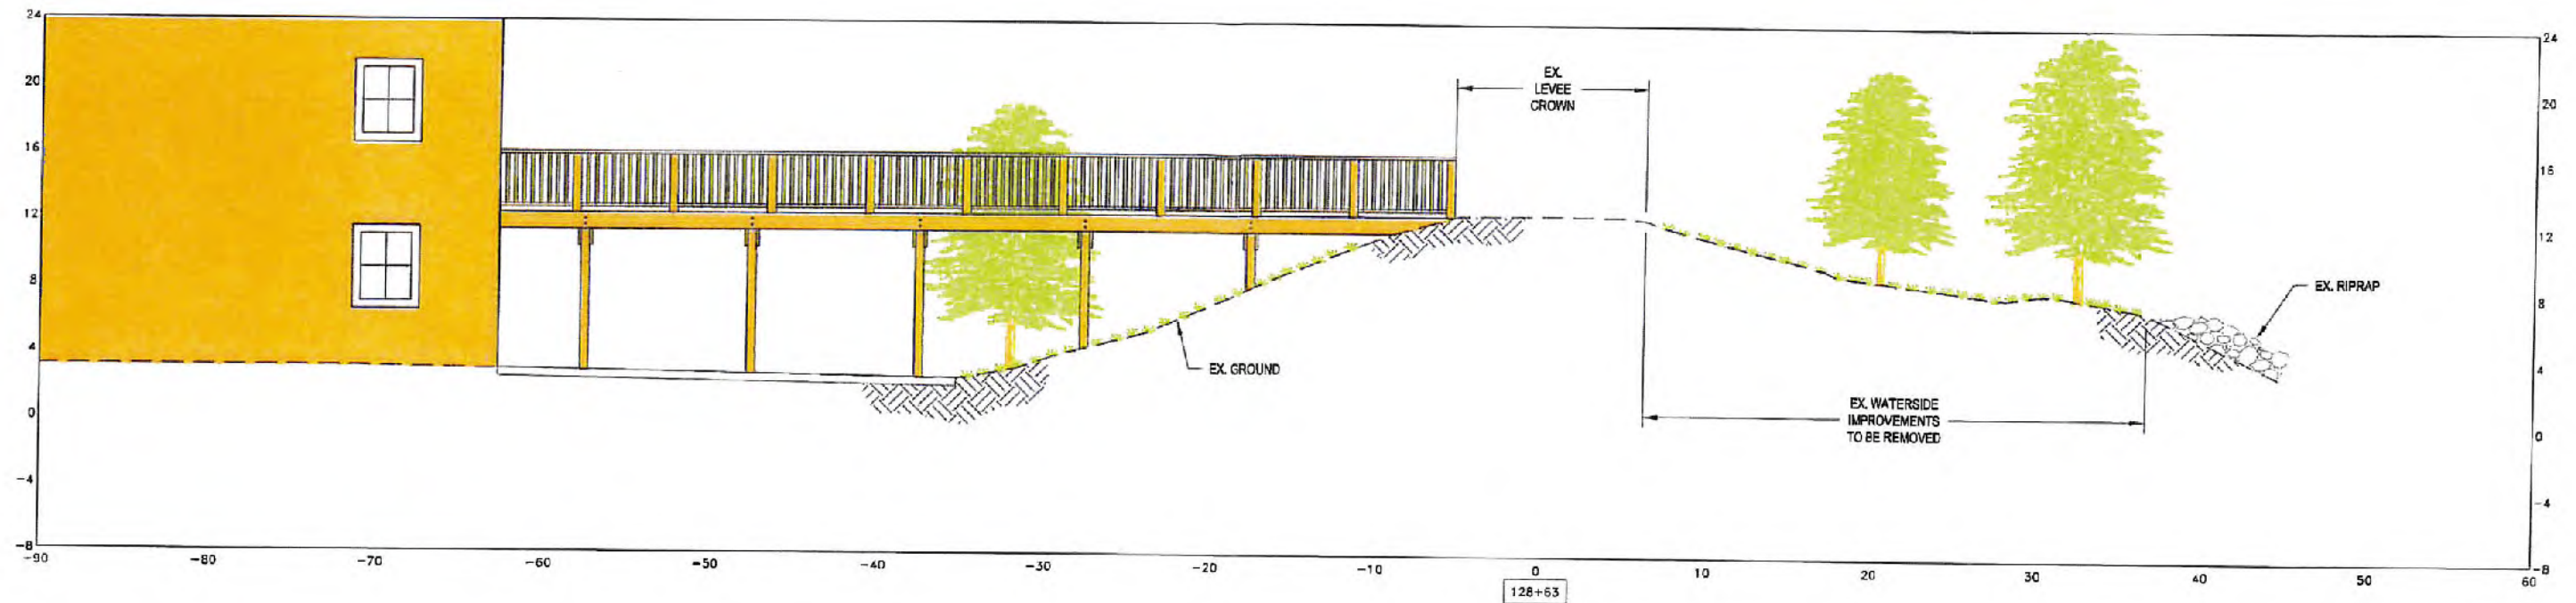 24
20
16
12
8
4
0
-4
-8
EX.
LEVEE
CROWN
EX. GROUND
EX. WATERSIDE
IMPROVEMENTS
TO BE REMOVED
EX. RIPRAP
24
20
16
12
8
4
0
-4
-8
-90 -80 -70 -60 -50 -40 -30 -20 -10 0 10 20 30 40 50 60
128+63